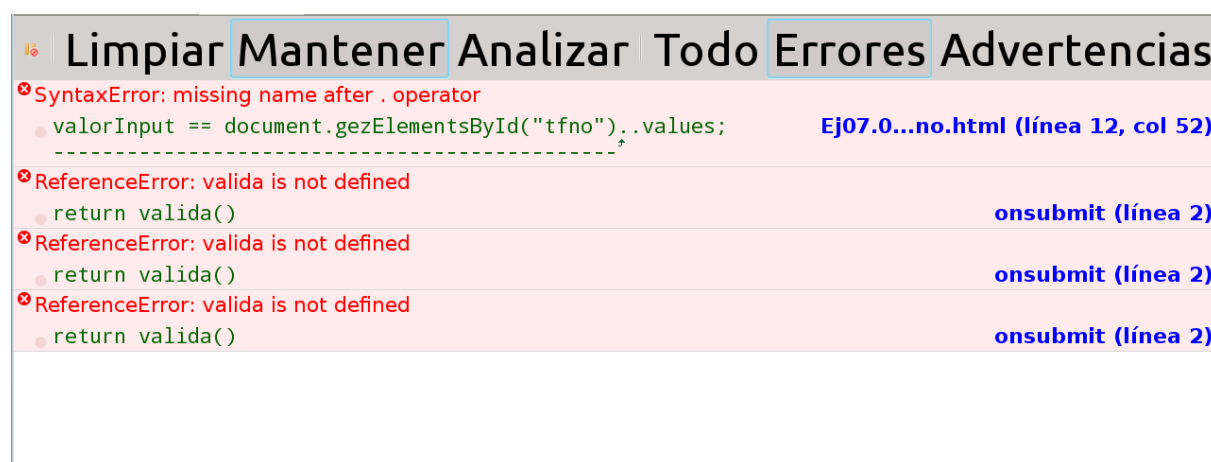 Limpiar Mantener Analizar Todo Errores Advertencias
SyntaxError: missing name after . operator
valorInput == document.gezElementsById("tfno")..values; Ej07.0...no.html (línea 12, col 52)
----------------------------------------------^
ReferenceError: valida is not defined
return valida() onsubmit (línea 2)
ReferenceError: valida is not defined
return valida() onsubmit (línea 2)
ReferenceError: valida is not defined
return valida() onsubmit (línea 2)